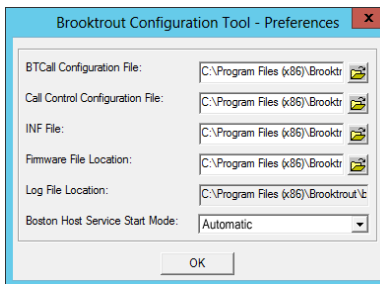 Brooktrout Configuration Tool - Preferences x
BTCall Configuration File: C:\Program Files (x86)\Brooktr
Call Control Configuration File: C:\Program Files (x86)\Brooktr
INF File: C:\Program Files (x86)\Brooktr
Firmware File Location: C:\Program Files (x86)\Brooktr
Log File Location: C:\Program Files (x86)\Brooktrout\b
Boston Host Service Start Mode: Automatic
OK